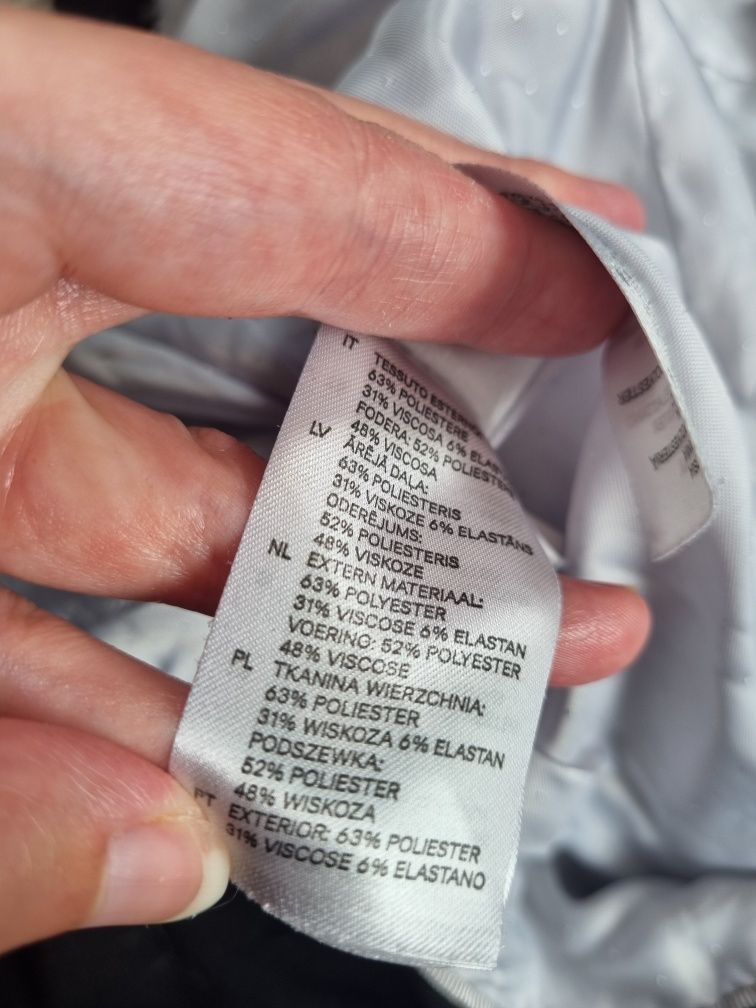 IT TESSUTO ESTERNO
63% POLIESTERE
31% VISCOSA 6% ELAST
FODERA: 52% POLIESTERE
48% VISCOSA
LV ĀRĒJĀ DAĻA:
63% POLIESTERIS
31% VISKOZE 6% ELASTĀNS
ODERĒJUMS:
52% POLIESTERIS
48% VISKOZE
NL EXTERN MATERIAAL:
63% POLYESTER
31% VISCOSE 6% ELASTAN
VOERING: 52% POLYESTER
48% VISCOSE
PL TKANINA WIERZCHNIA:
63% POLIESTER
31% WISKOZA 6% ELASTAN
PODSZEWKA:
52% POLIESTER
48% WISKOZA
PT EXTERIOR: 63% POLIESTER
31% VISCOSE 6% ELASTANO